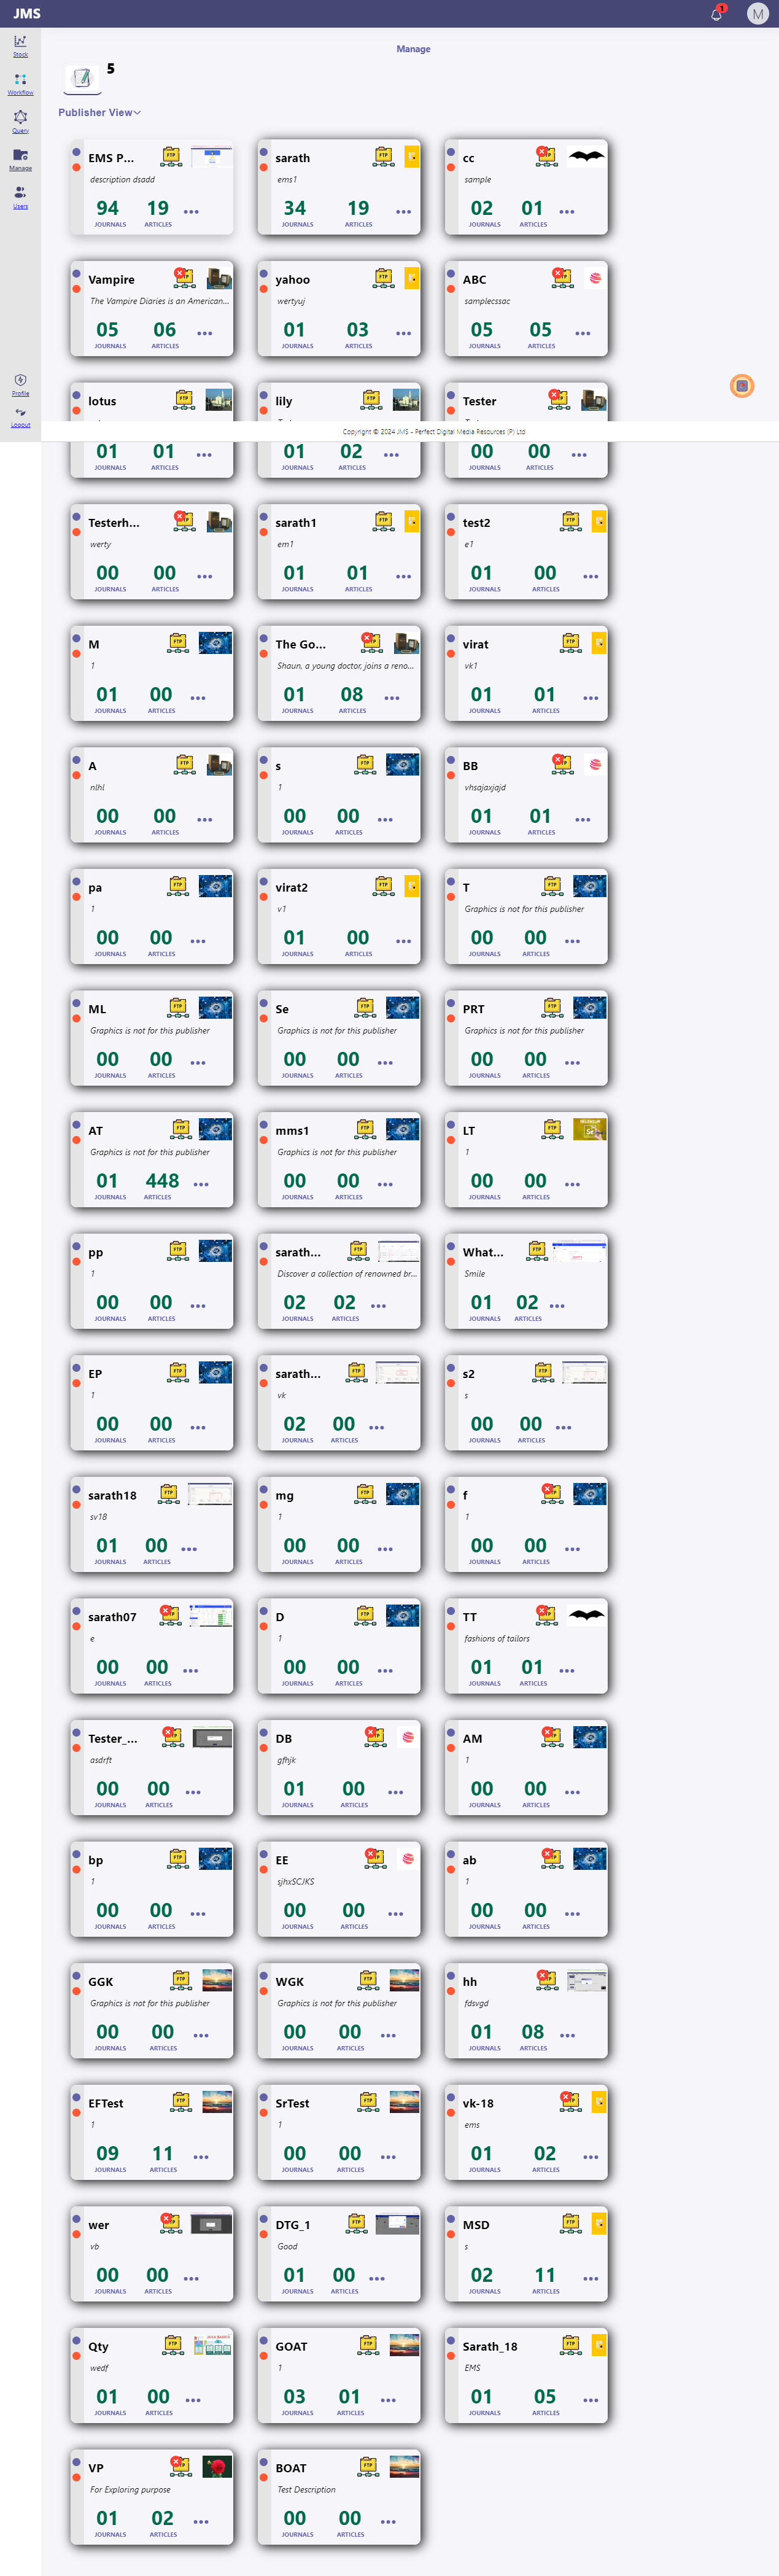 JMS
1
M
Stock
Workflow
Query
Manage
Users
Profile
Logout
Manage
5
Publisher View
EMS P...
FTP
description dsadd
94 19
JOURNALS ARTICLES
sarath
FTP
ems1
34 19
JOURNALS ARTICLES
cc
sample
02 01
JOURNALS ARTICLES
Vampire
The Vampire Diaries is an American...
05 06
JOURNALS ARTICLES
yahoo
FTP
wertyuj
01 03
JOURNALS ARTICLES
ABC
samplecssac
05 05
JOURNALS ARTICLES
lotus
FTP
01 01
JOURNALS ARTICLES
lily
FTP
01 02
JOURNALS ARTICLES
Tester
00 00
JOURNALS ARTICLES
Copyright © 2024 JMS - Perfect Digital Media Resources (P) Ltd
Testerh...
werty
00 00
JOURNALS ARTICLES
sarath1
FTP
em1
01 01
JOURNALS ARTICLES
test2
FTP
e1
01 00
JOURNALS ARTICLES
M
FTP
1
01 00
JOURNALS ARTICLES
The Go...
Shaun, a young doctor, joins a reno...
01 08
JOURNALS ARTICLES
virat
FTP
vk1
01 01
JOURNALS ARTICLES
A
FTP
nlhl
00 00
JOURNALS ARTICLES
s
FTP
1
00 00
JOURNALS ARTICLES
BB
vhsajaxjajd
01 01
JOURNALS ARTICLES
pa
FTP
1
00 00
JOURNALS ARTICLES
virat2
FTP
v1
01 00
JOURNALS ARTICLES
T
FTP
Graphics is not for this publisher
00 00
JOURNALS ARTICLES
ML
FTP
Graphics is not for this publisher
00 00
JOURNALS ARTICLES
Se
FTP
Graphics is not for this publisher
00 00
JOURNALS ARTICLES
PRT
FTP
Graphics is not for this publisher
00 00
JOURNALS ARTICLES
AT
FTP
Graphics is not for this publisher
01 448
JOURNALS ARTICLES
mms1
FTP
Graphics is not for this publisher
00 00
JOURNALS ARTICLES
LT
FTP
1
00 00
JOURNALS ARTICLES
pp
FTP
1
00 00
JOURNALS ARTICLES
sarath...
FTP
Discover a collection of renowned br...
02 02
JOURNALS ARTICLES
What...
FTP
Smile
01 02
JOURNALS ARTICLES
EP
FTP
1
00 00
JOURNALS ARTICLES
sarath...
FTP
vk
02 00
JOURNALS ARTICLES
s2
FTP
s
00 00
JOURNALS ARTICLES
sarath18
FTP
sv18
01 00
JOURNALS ARTICLES
mg
FTP
1
00 00
JOURNALS ARTICLES
f
1
00 00
JOURNALS ARTICLES
sarath07
e
00 00
JOURNALS ARTICLES
D
FTP
1
00 00
JOURNALS ARTICLES
TT
fashions of tailors
01 01
JOURNALS ARTICLES
Tester_...
asdrft
00 00
JOURNALS ARTICLES
DB
gfhjk
01 00
JOURNALS ARTICLES
AM
1
00 00
JOURNALS ARTICLES
bp
FTP
1
00 00
JOURNALS ARTICLES
EE
sjhxSCJKS
00 00
JOURNALS ARTICLES
ab
1
00 00
JOURNALS ARTICLES
GGK
FTP
Graphics is not for this publisher
00 00
JOURNALS ARTICLES
WGK
FTP
Graphics is not for this publisher
00 00
JOURNALS ARTICLES
hh
fdsvgd
01 08
JOURNALS ARTICLES
EFTest
FTP
1
09 11
JOURNALS ARTICLES
SrTest
FTP
1
00 00
JOURNALS ARTICLES
vk-18
ems
01 02
JOURNALS ARTICLES
wer
vb
00 00
JOURNALS ARTICLES
DTG_1
FTP
Good
01 00
JOURNALS ARTICLES
MSD
FTP
s
02 11
JOURNALS ARTICLES
Qty
FTP
wedf
01 00
JOURNALS ARTICLES
GOAT
FTP
1
03 01
JOURNALS ARTICLES
Sarath_18
FTP
EMS
01 05
JOURNALS ARTICLES
VP
For Exploring purpose
01 02
JOURNALS ARTICLES
BOAT
FTP
Test Description
00 00
JOURNALS ARTICLES